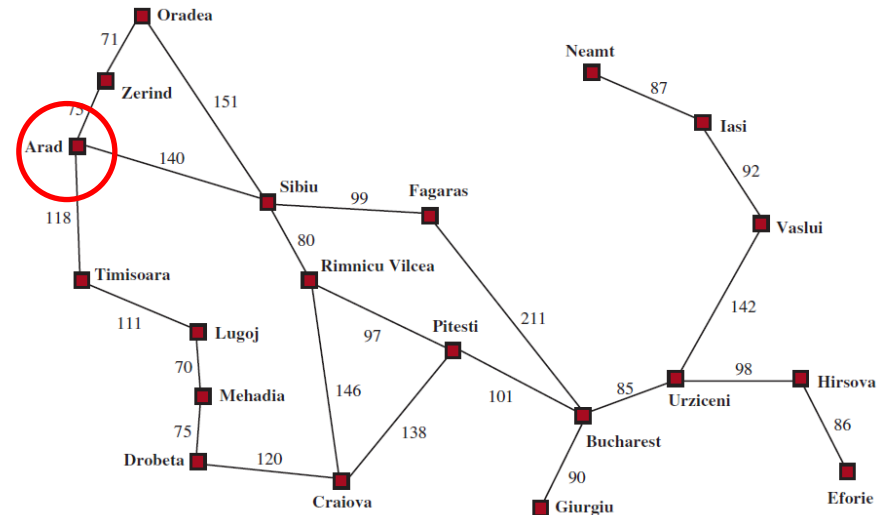 Oradea
71
Neamt
Zerind
87
151
75
Iasi
Arad
140
92
Sibiu
Fagaras
99
118
Vaslui
80
Timisoara
Rimnicu Vilcea
142
111
211
Lugoj
97
Pitesti
70
98
85
Hirsova
146
101
Mehadia
Urziceni
86
75
138
Bucharest
Drobeta
120
90
Craiova
Giurgiu
Eforie